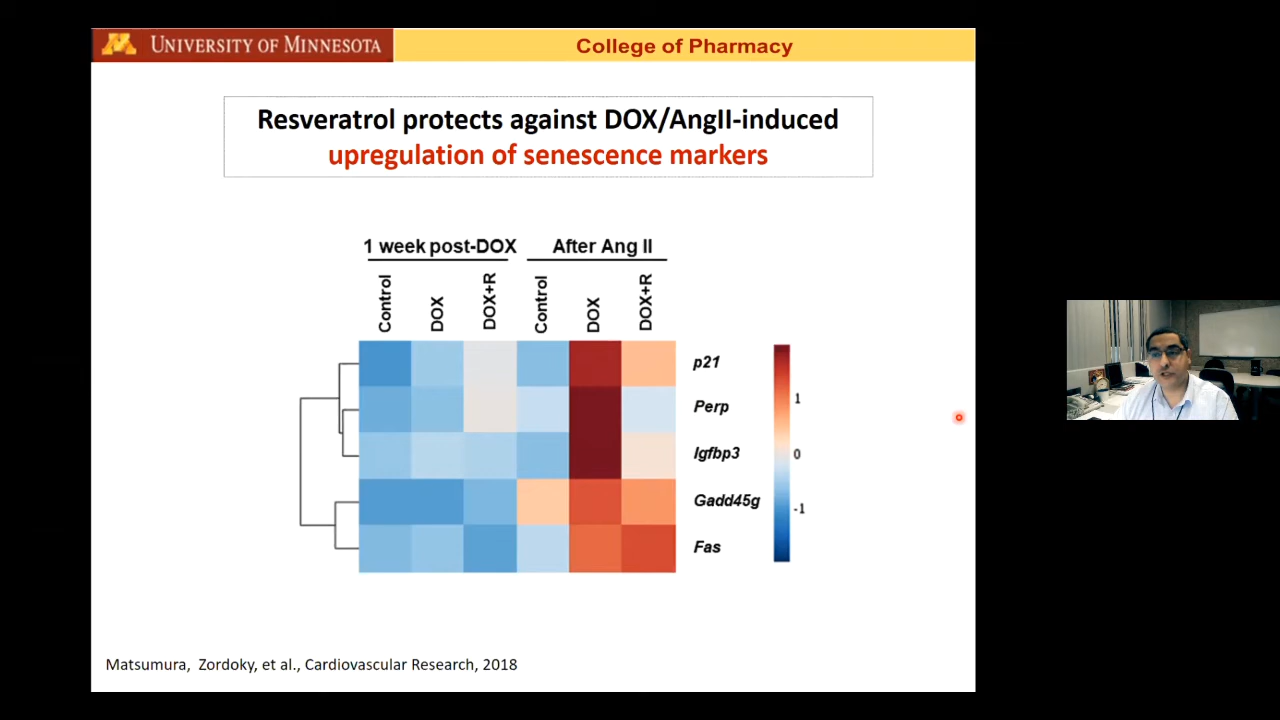 UNIVERSITY OF MINNESOTA
College of Pharmacy
Resveratrol protects against DOX/AngII-induced
upregulation of senescence markers
1 week post-DOX
After Ang II
Control
DOX
DOX+R
Control
DOX
DOX+R
p21
Perp
Igfbp3
Gadd45g
Fas
1
0
-1
Matsumura, Zordoky, et al., Cardiovascular Research, 2018